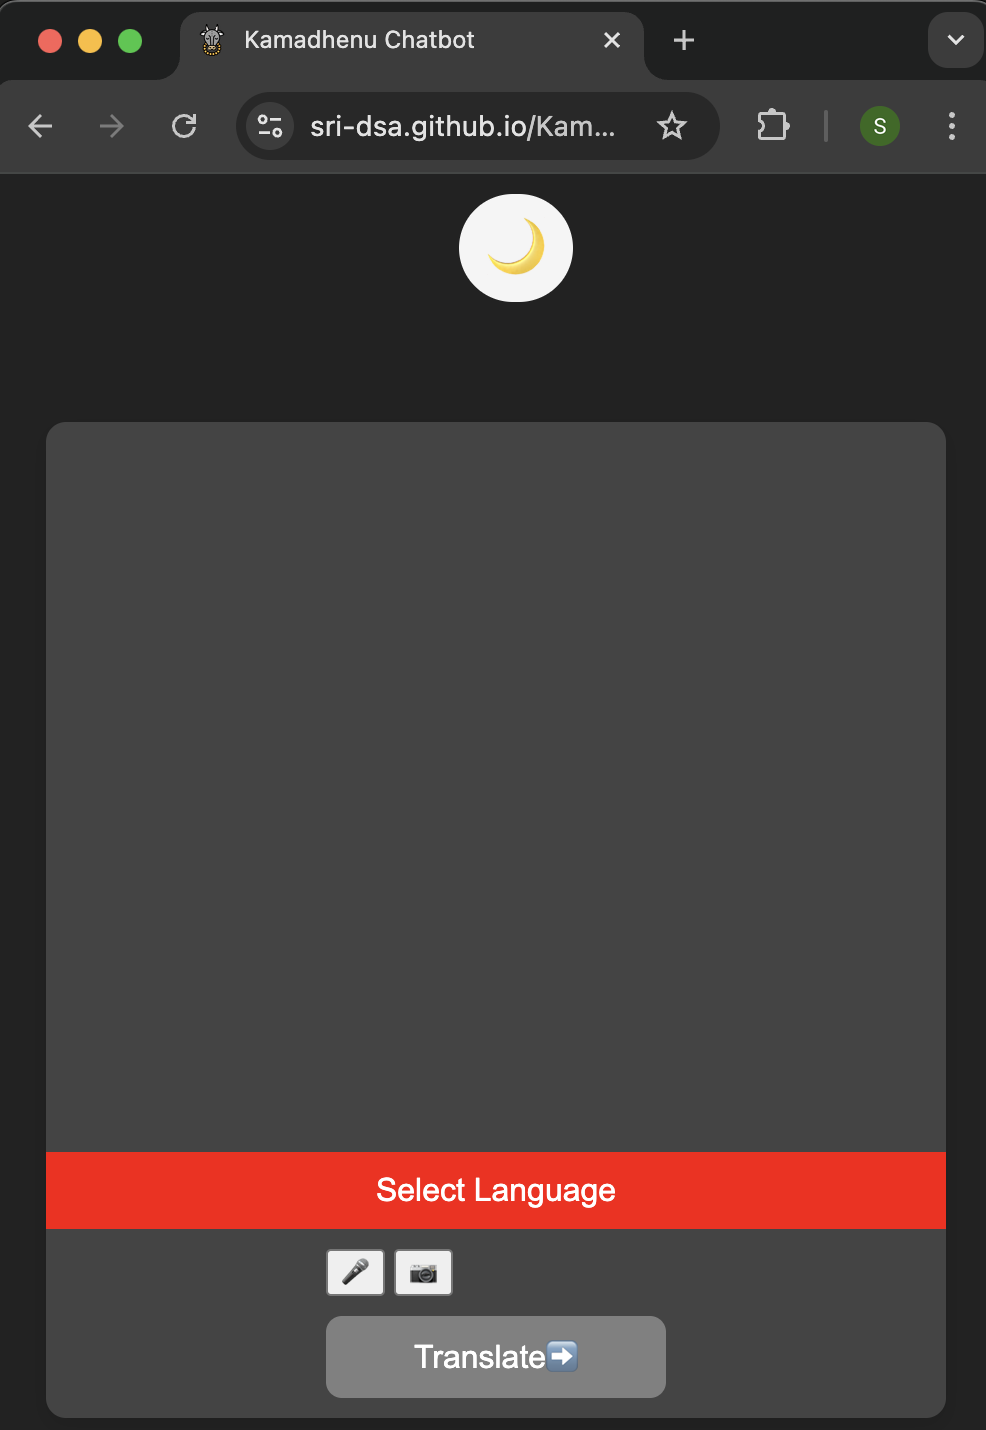 Kamadhenu Chatbot
sri-dsa.github.io/Kam...
S
Select Language
Translate➡️